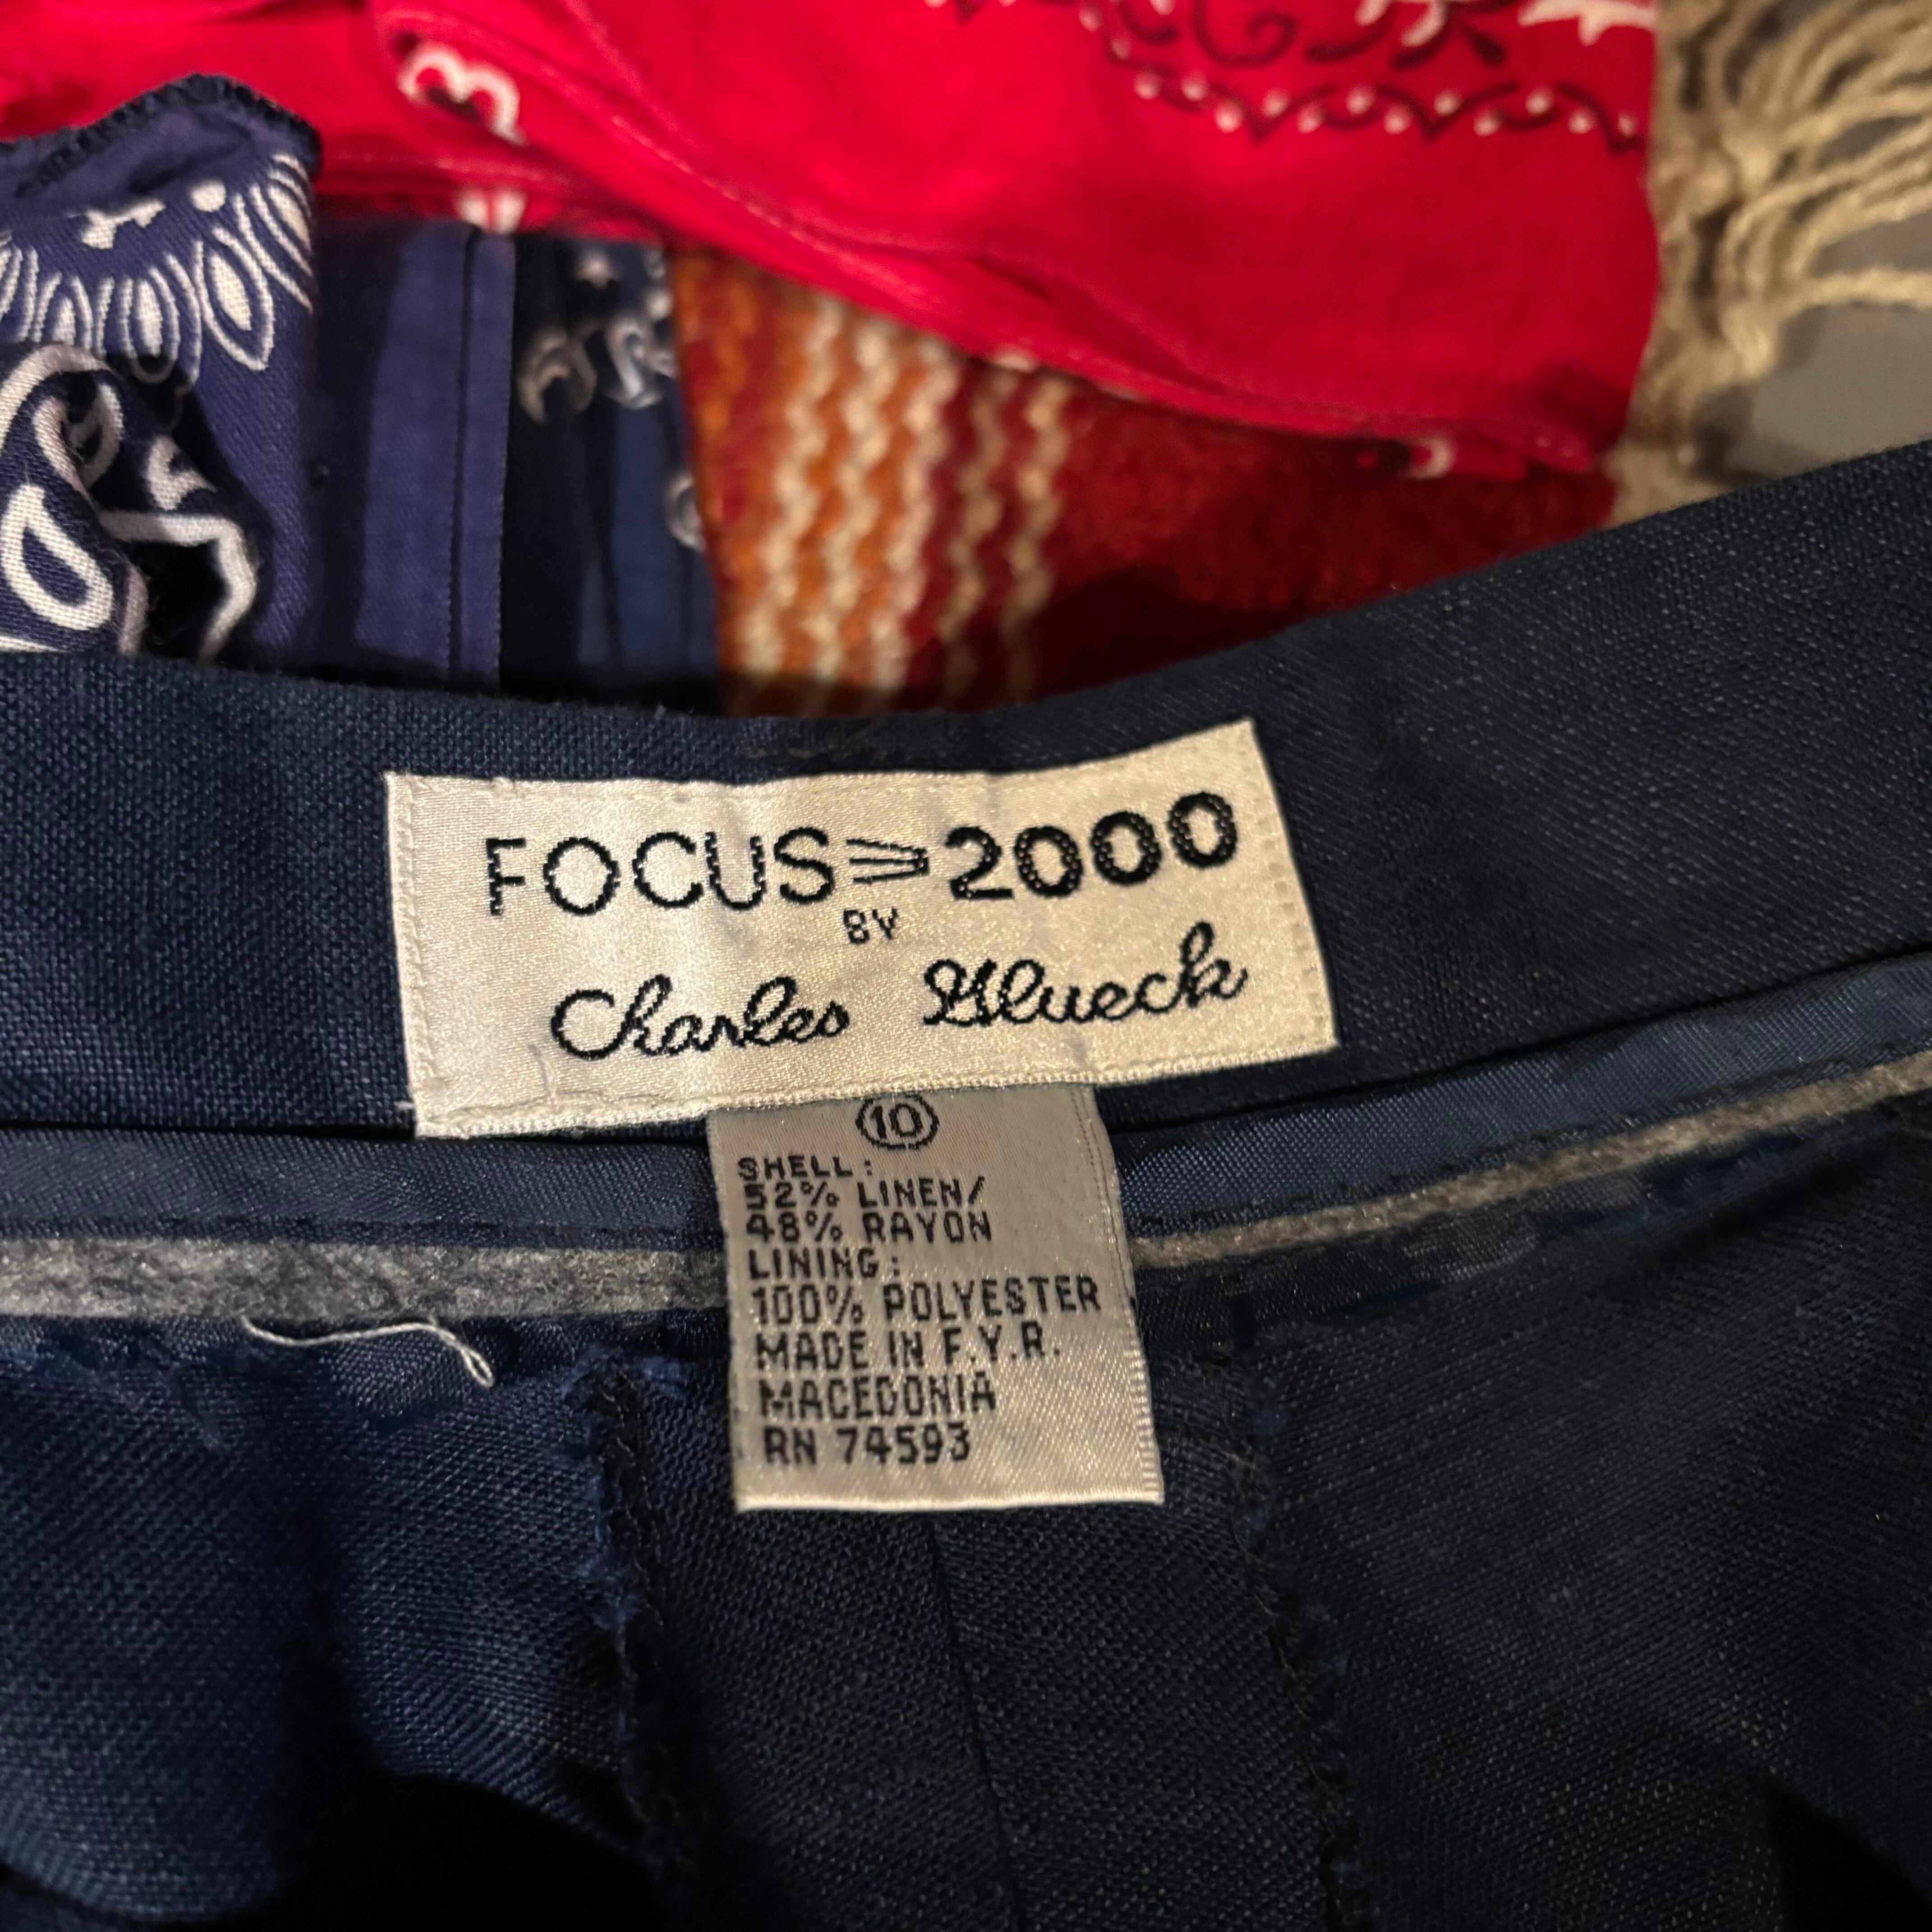 FOCUS 2000
BY
Charles Glueck
10
SHELL:
52% LINEN/
48% RAYON
LINING:
100% POLYESTER
MADE IN F.Y.R.
MACEDONIA
RN 74593